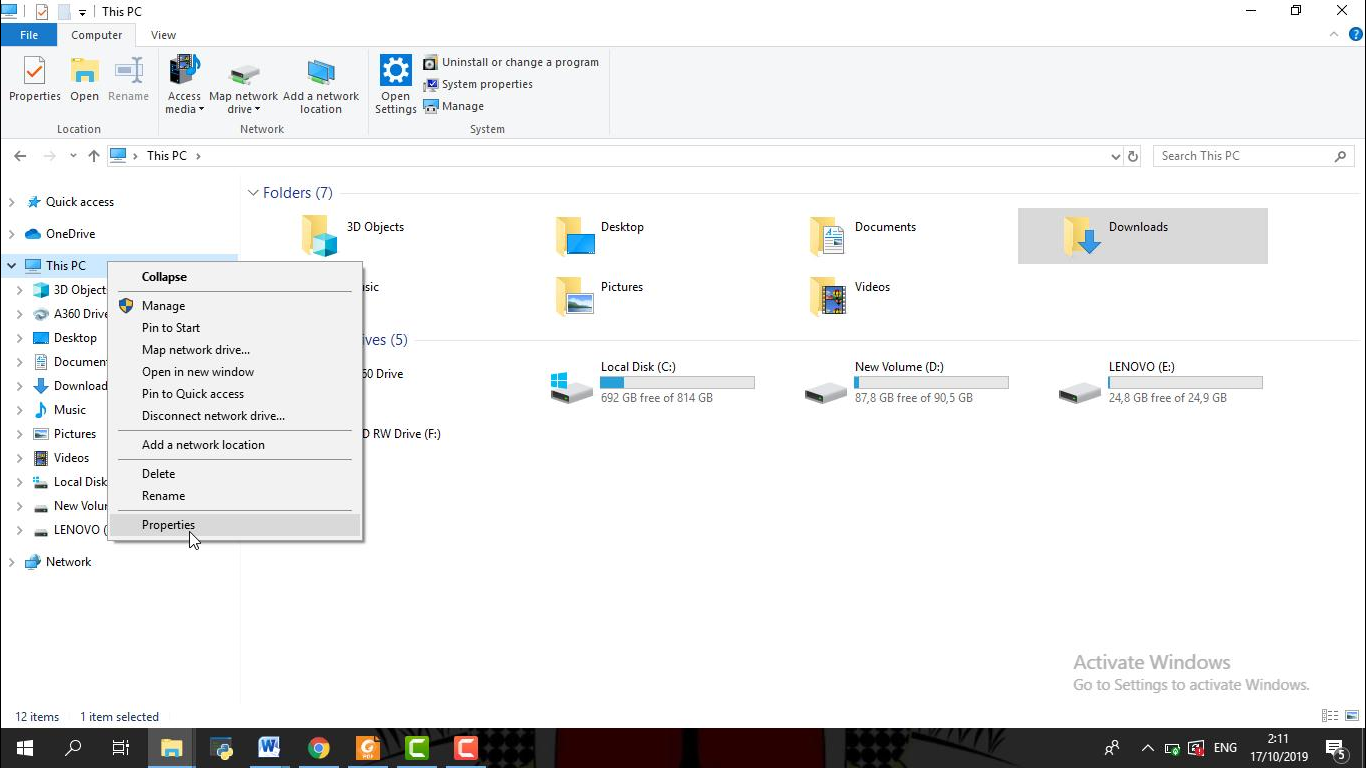 This PC
File Computer View
Properties Open Rename
Access media Map network drive Add a network location
Open Settings
Uninstall or change a program
System properties
Manage
Location Network System
This PC
Search This PC
Quick access
OneDrive
This PC
3D Object
A360 Drive
Desktop
Documen
Download
Music
Pictures
Videos
Local Disk
New Volur
LENOVO (
Network
Collapse
Manage
Pin to Start
Map network drive...
Open in new window
Pin to Quick access
Disconnect network drive...
Add a network location
Delete
Rename
Properties
Folders (7)
3D Objects Desktop Documents Downloads
sic Pictures Videos
ives (5)
60 Drive
Local Disk (C:)
692 GB free of 814 GB
New Volume (D:)
87,8 GB free of 90,5 GB
LENOVO (E:)
24,8 GB free of 24,9 GB
D RW Drive (F:)
Activate Windows
Go to Settings to activate Windows.
12 items 1 item selected
ENG
2:11
17/10/2019
5